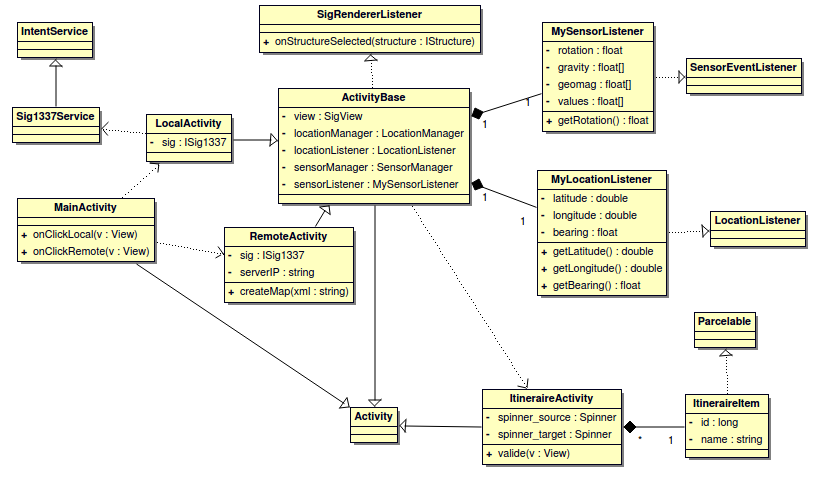 SigRendererListener
+ onStructureSelected(structure : IStructure)
IntentService
MySensorListener
- rotation : float
- gravity : float[]
- geomag : float[]
- values : float[]
+ getRotation() : float
SensorEventListener
ActivityBase
- view : SigView
- locationManager : LocationManager
- locationListener : LocationListener
- sensorManager : SensorManager
- sensorListener : MySensorListener
1
1
Sig1337Service
LocalActivity
- sig : ISig1337
MyLocationListener
- latitude : double
- longitude : double
- bearing : float
+ getLatitude() : double
+ getLongitude() : double
+ getBearing() : float
1
1
LocationListener
MainActivity
+ onClickLocal(v : View)
+ onClickRemote(v : View)
RemoteActivity
- sig : ISig1337
- serverIP : string
+ createMap(xml : string)
Parcelable
Activity
ItineraireActivity
- spinner_source : Spinner
- spinner_target : Spinner
+ valide(v : View)
* 1
ItineraireItem
- id : long
- name : string